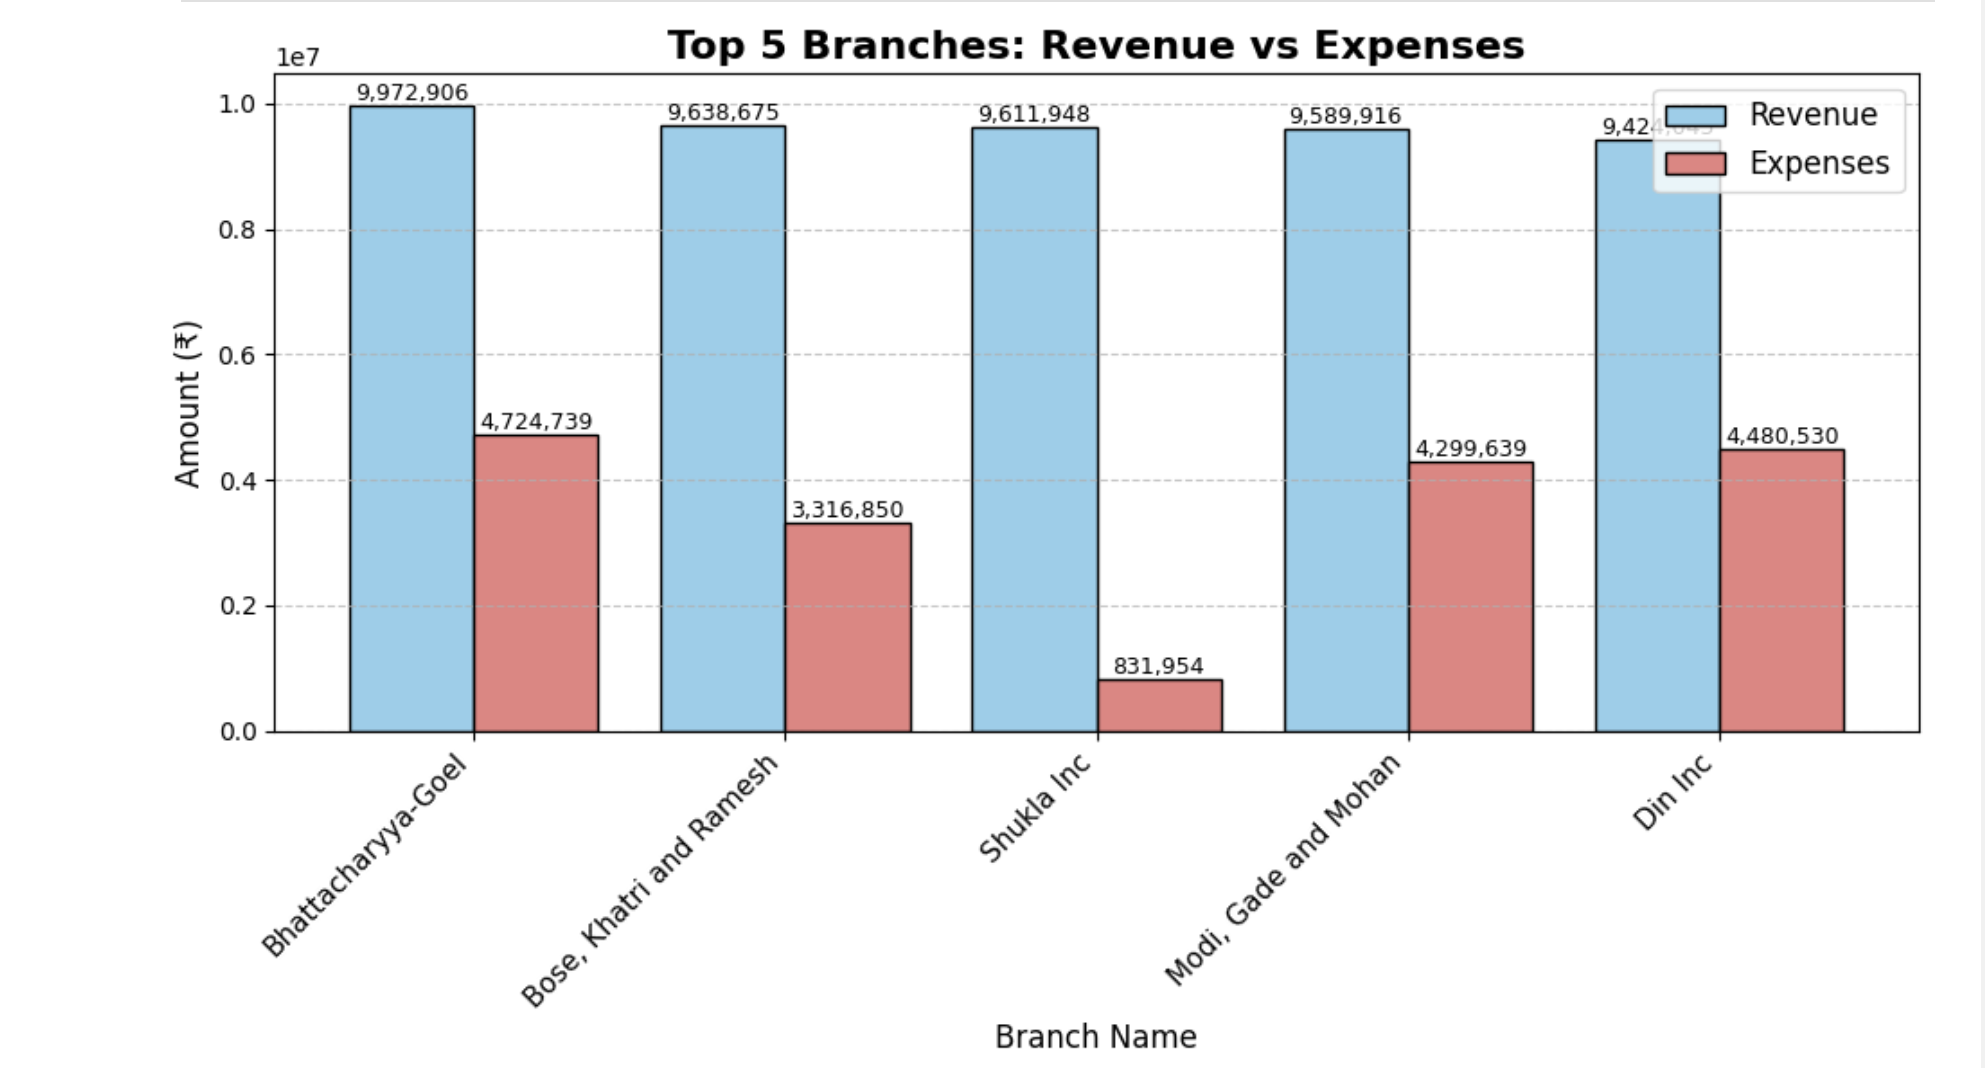 Top 5 Branches: Revenue vs Expenses
1e7
1.0
0.8
0.6
0.4
0.2
0.0
Amount (₹)
9,972,906
4,724,739
9,638,675
3,316,850
9,611,948
831,954
9,589,916
4,299,639
4,480,530
Revenue
Expenses
Bhattacharyya-Goel
Bose, Khatri and Ramesh
Shukla Inc
Modi, Gade and Mohan
Din Inc
Branch Name